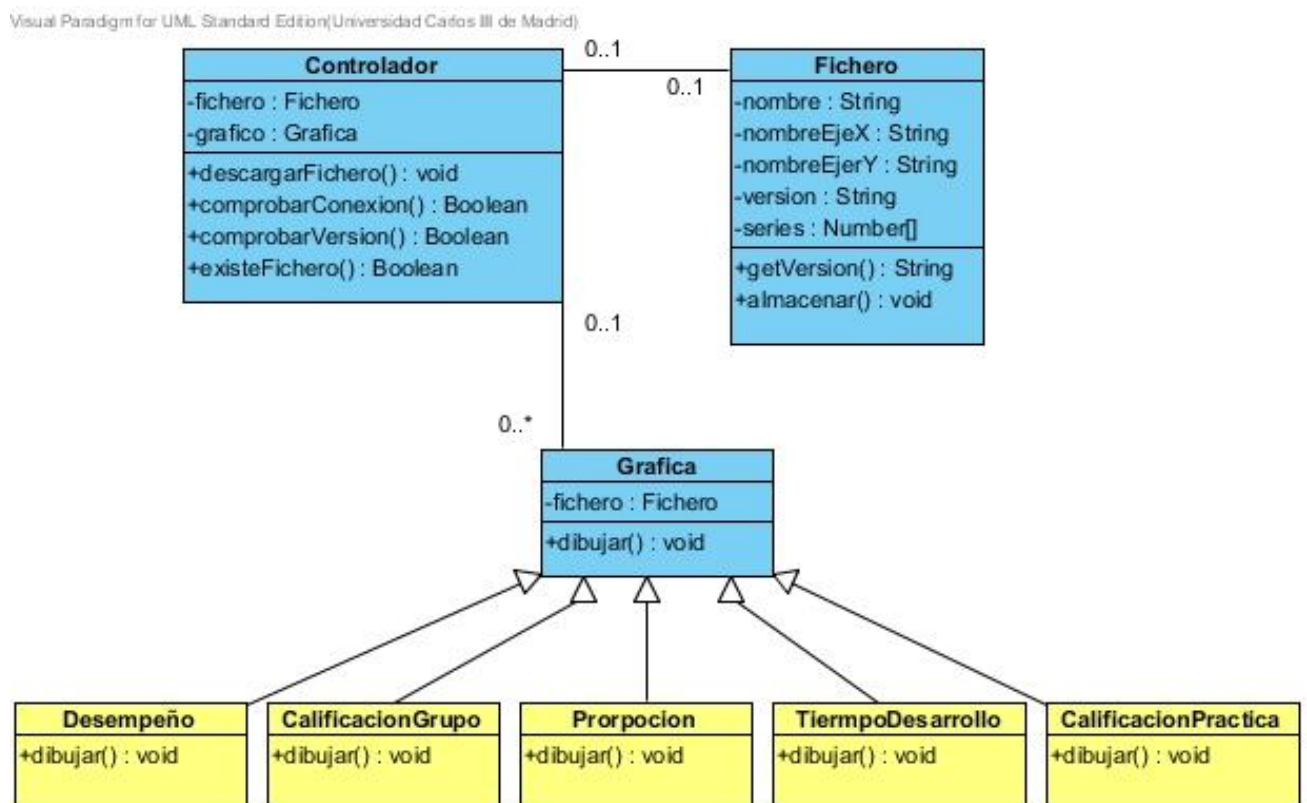 Visual Paradigm for UML Standard Edition(Universidad Carlos III de Madrid)
Controlador
-fichero : Fichero
-grafico : Grafica
+descargarFichero() : void
+comprobarConexion() : Boolean
+comprobarVersion() : Boolean
+existeFichero() : Boolean
0..1
0..1
Fichero
-nombre : String
-nombreEjeX : String
-nombreEjerY : String
-version : String
-series : Number[]
+getVersion() : String
+almacenar() : void
0..1
0..*
Grafica
-fichero : Fichero
+dibujar() : void
Desempeño
+dibujar() : void
CalificacionGrupo
+dibujar() : void
Prorpocion
+dibujar() : void
TiermpoDesarrollo
+dibujar() : void
CalificacionPractica
+dibujar() : void